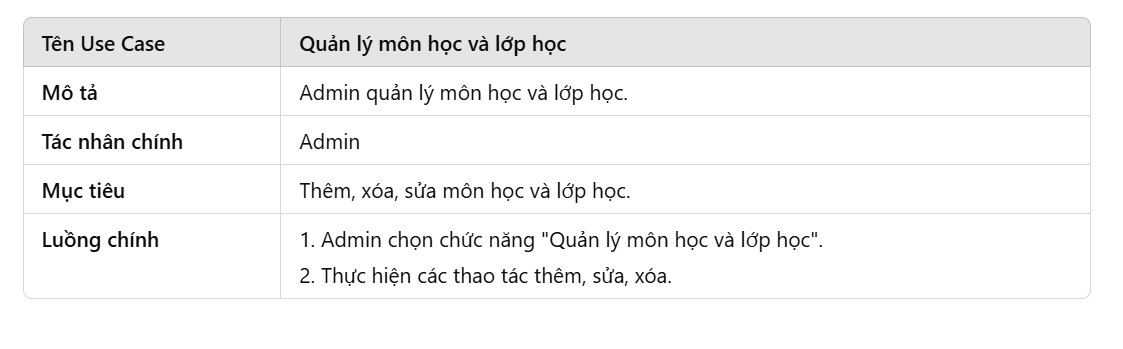 Tên Use Case Quản lý môn học và lớp học
Mô tả Admin quản lý môn học và lớp học.
Tác nhân chính Admin
Mục tiêu Thêm, xóa, sửa môn học và lớp học.
Luồng chính 1. Admin chọn chức năng "Quản lý môn học và lớp học".
2. Thực hiện các thao tác thêm, sửa, xóa.